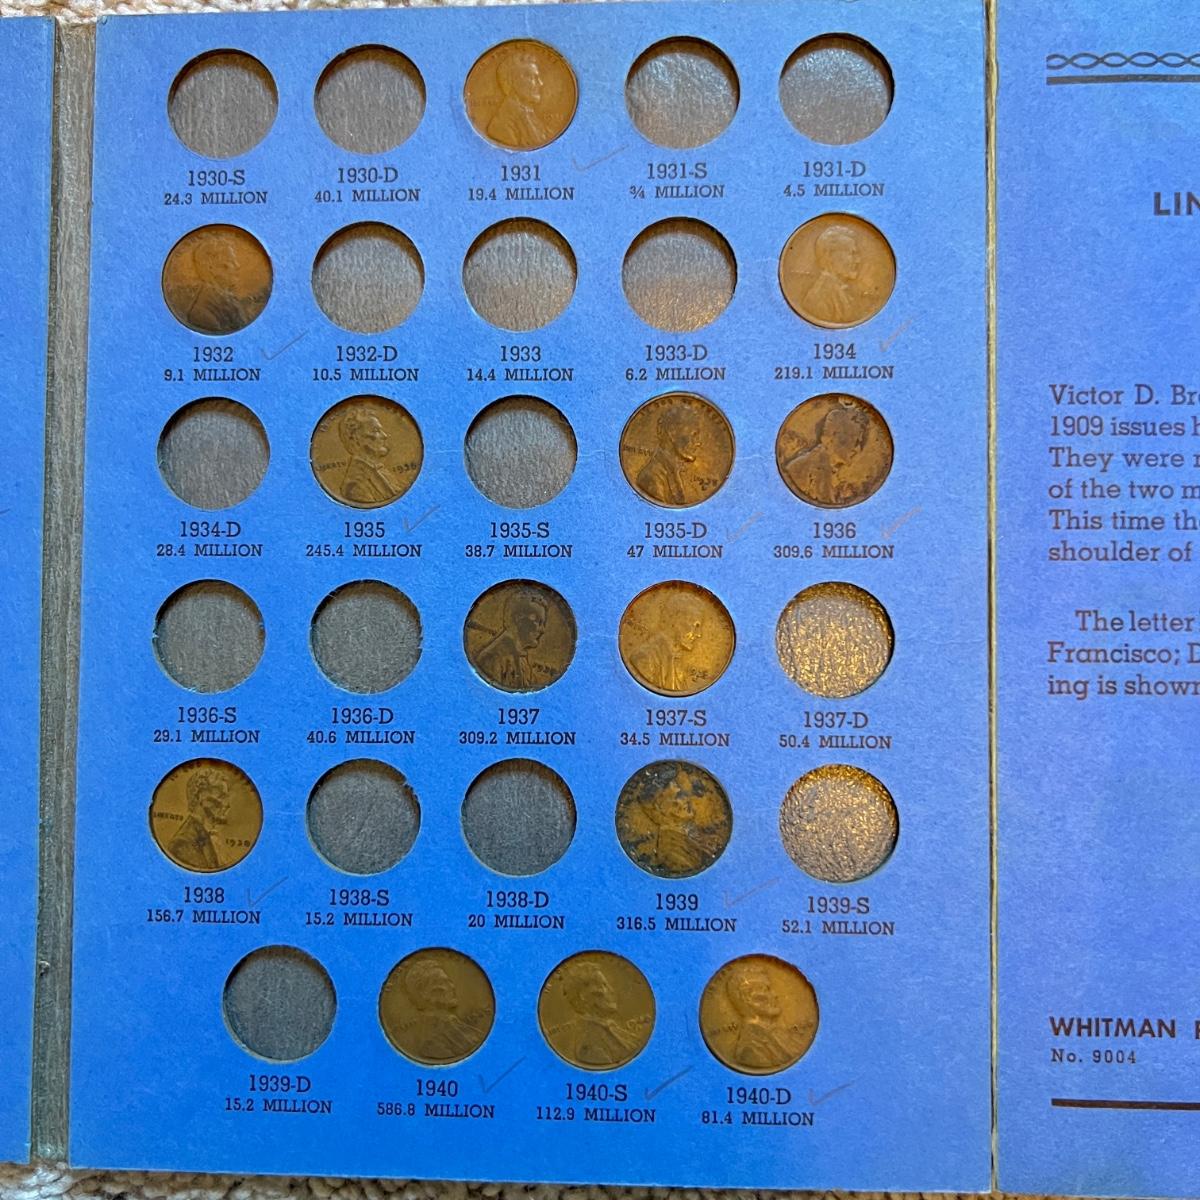 1930-S 1930-D 1931 1931-S 1931-D
24.3 MILLION 40.1 MILLION 19.4 MILLION ¾ MILLION 4.5 MILLION
1932 1932-D 1933 1933-D 1934
9.1 MILLION 10.5 MILLION 14.4 MILLION 6.2 MILLION 219.1 MILLION
LIBERTY 1936
1934-D 1935 1935-S 1935-D 1936
28.4 MILLION 245.4 MILLION 38.7 MILLION 47 MILLION 309.6 MILLION
1936-S 1936-D 1937 1937-S 1937-D
29.1 MILLION 40.6 MILLION 309.2 MILLION 34.5 MILLION 50.4 MILLION
LIBERTY 1938
1938 1938-S 1938-D 1939 1939-S
156.7 MILLION 15.2 MILLION 20 MILLION 316.5 MILLION 52.1 MILLION
1939-D 1940 1940-S 1940-D
15.2 MILLION 586.8 MILLION 112.9 MILLION 81.4 MILLION
LIN
Victor D. Br
1909 issues h
They were
of the two m
This time th
shoulder of
The letter
Francisco; D
ing is shown
WHITMAN
No. 9004